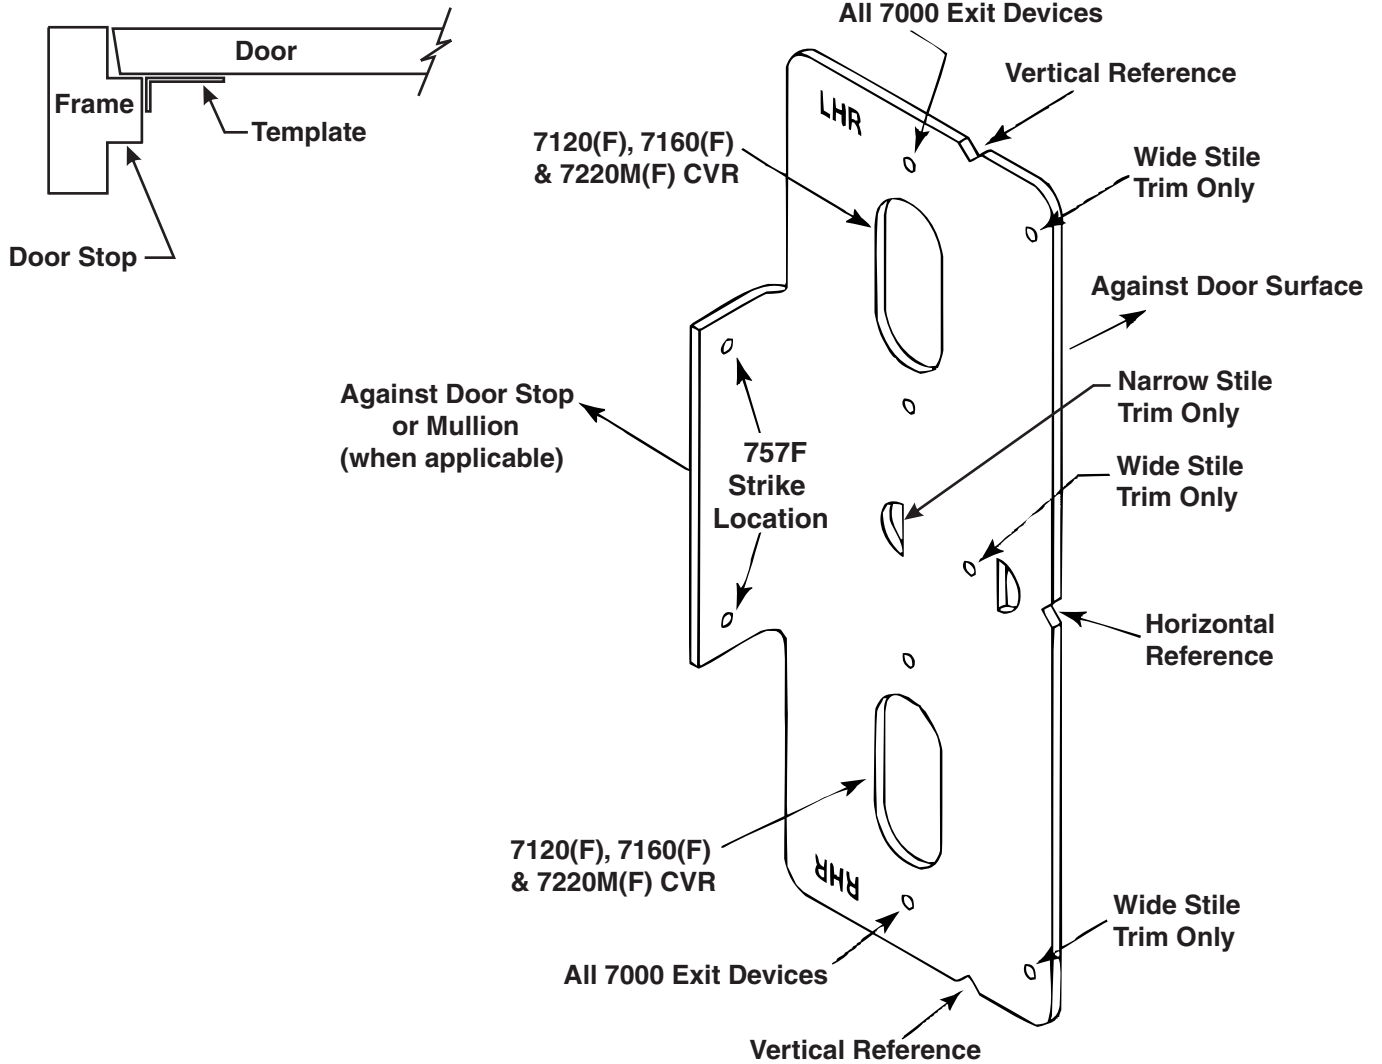 All 7000 Exit Devices
Door
Vertical Reference
Frame
LHR
Template
7120(F), 7160(F)
& 7220M(F) CVR
Wide Stile
Trim Only
Door Stop
Against Door Surface
Against Door Stop
or Mullion
(when applicable)
Narrow Stile
Trim Only
757F
Strike
Location
Wide Stile
Trim Only
Horizontal
Reference
7120(F), 7160(F)
& 7220M(F) CVR
RHR
Wide Stile
Trim Only
All 7000 Exit Devices
Vertical Reference